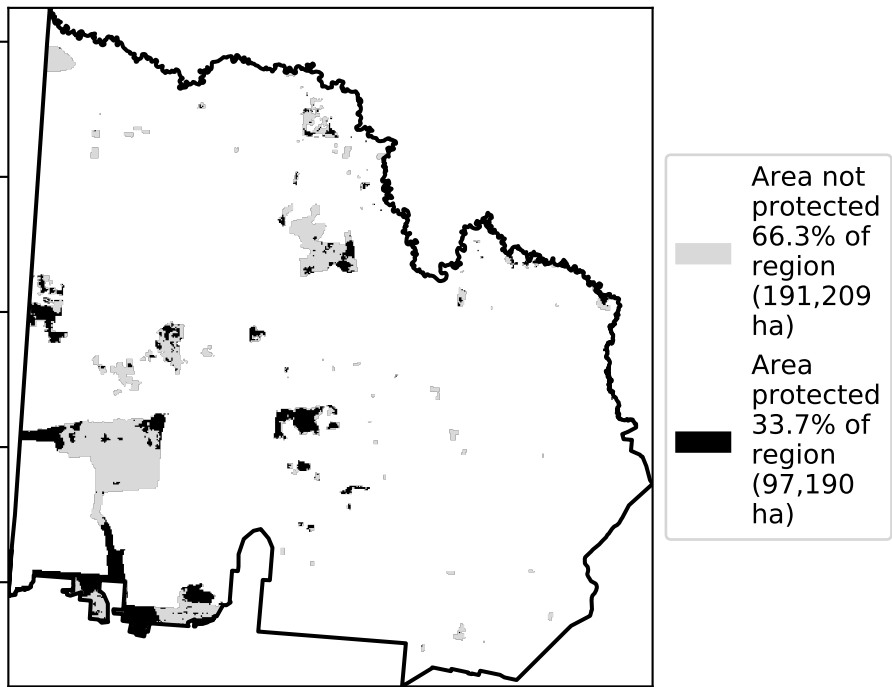 Area not
protected
66.3% of
region
(191,209
ha)
Area
protected
33.7% of
region
(97,190
ha)